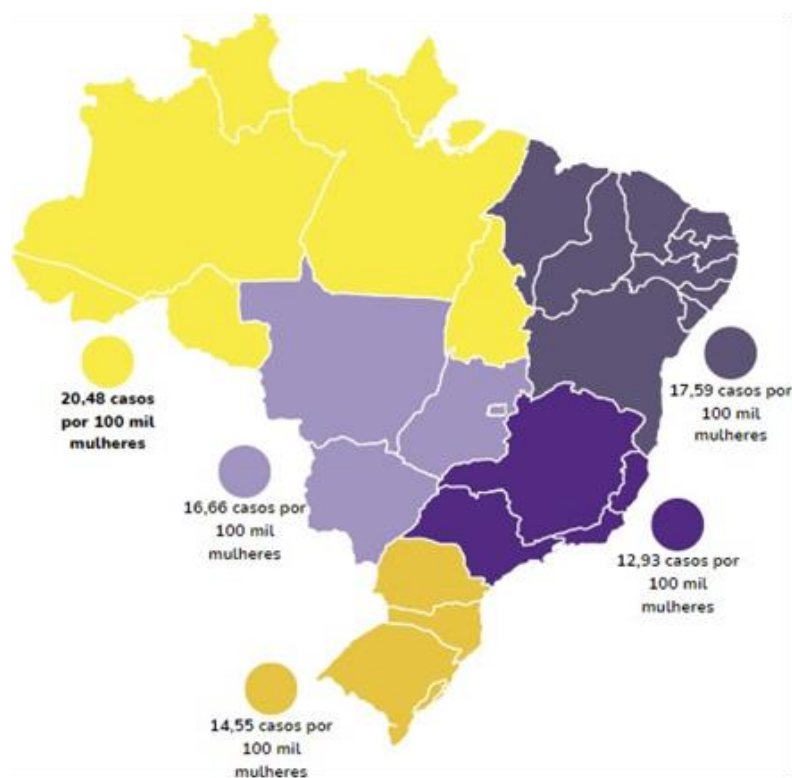 20,48 casos
por 100 mil
mulheres
17,59 casos por
100 mil
mulheres
16,66 casos por
100 mil
mulheres
12,93 casos por
100 mil
mulheres
14,55 casos por
100 mil
mulheres